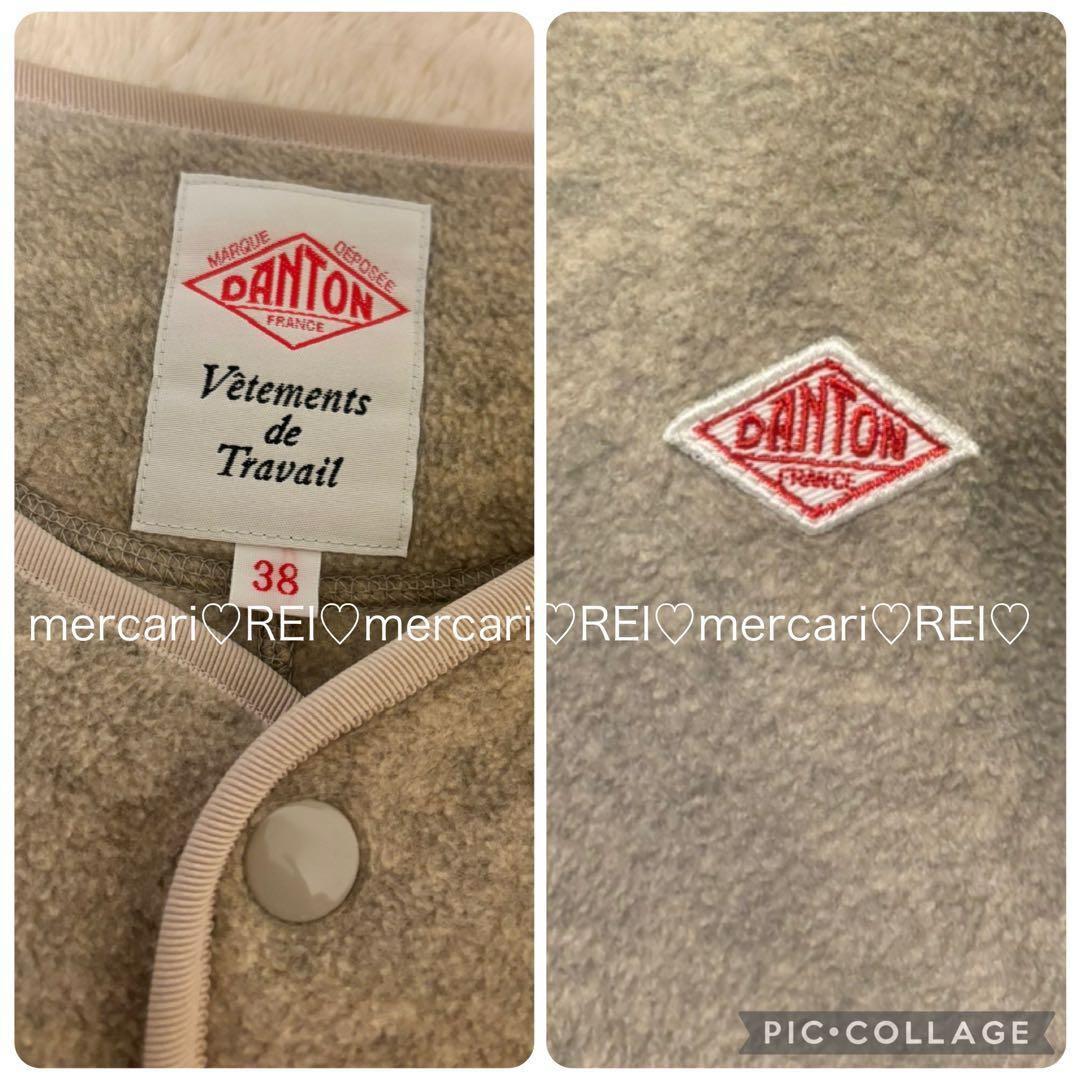 MARQUE DÉPOSÉE
DANTON
FRANCE
Vêtements
de
Travail
38
DANTON
FRANCE
mercari♡REI♡mercari♡REI♡mercari♡REI♡
PIC•COLLAGE